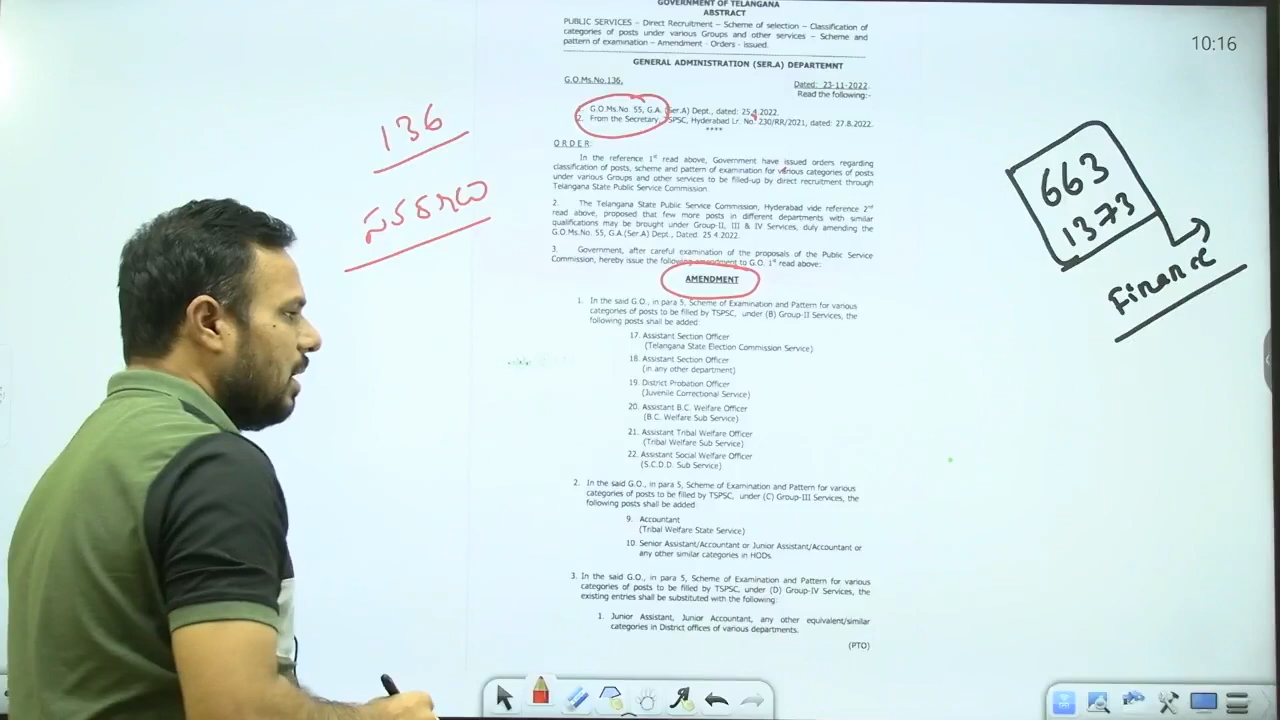 GOVERNMENT OF TELANGANA
ABSTRACT
PUBLIC SERVICES – Direct Recruitment – Scheme of selection – Classification of
categories of posts under various Groups and other services – Scheme and
pattern of examination – Amendment - Orders - issued.
GENERAL ADMINISTRATION (SER.A) DEPARTEMNT
G.O.Ms.No.136,
Dated: 23-11-2022.
Read the following:-
1. G.O.Ms.No. 55, G.A. (Ser.A) Dept., dated: 25.4.2022.
2. From the Secretary, TSPSC, Hyderabad Lr. No. 230/RR/2021, dated: 27.8.2022.
****
ORDER:
In the reference 1st read above, Government have issued orders regarding
classification of posts, scheme and pattern of examination for various categories of posts
under various Groups and other services to be filled-up by direct recruitment through
Telangana State Public Service Commission.
2. The Telangana State Public Service Commission, Hyderabad vide reference 2nd
read above, proposed that few more posts in different departments with similar
qualifications may be brought under Group-II, III & IV Services, duly amending the
G.O.Ms.No. 55, G.A.(Ser.A) Dept., Dated: 25.4.2022.
3. Government, after careful examination of the proposals of the Public Service
Commission, hereby issue the following amendment to G.O. 1st read above:
AMENDMENT
1. In the said G.O., in para 5, Scheme of Examination and Pattern for various
categories of posts to be filled by TSPSC, under (B) Group-II Services, the
following posts shall be added:
17. Assistant Section Officer
(Telangana State Election Commission Service)
18. Assistant Section Officer
(in any other department)
19. District Probation Officer
(Juvenile Correctional Service)
20. Assistant B.C. Welfare Officer
(B.C. Welfare Sub Service)
21. Assistant Tribal Welfare Officer
(Tribal Welfare Sub Service)
22. Assistant Social Welfare Officer
(S.C.D.D. Sub Service)
2. In the said G.O., in para 5, Scheme of Examination and Pattern for various
categories of posts to be filled by TSPSC, under (C) Group-III Services, the
following posts shall be added:
9. Accountant
(Tribal Welfare State Service)
10. Senior Assistant/Accountant or Junior Assistant/Accountant or
any other similar categories in HODs.
3. In the said G.O., in para 5, Scheme of Examination and Pattern for various
categories of posts to be filled by TSPSC, under (D) Group-IV Services, the
existing entries shall be substituted with the following:
1. Junior Assistant, Junior Accountant, any other equivalent/similar
categories in District offices of various departments.
(PTO)
136
సవరణలు
10:16
663
1373
Finance